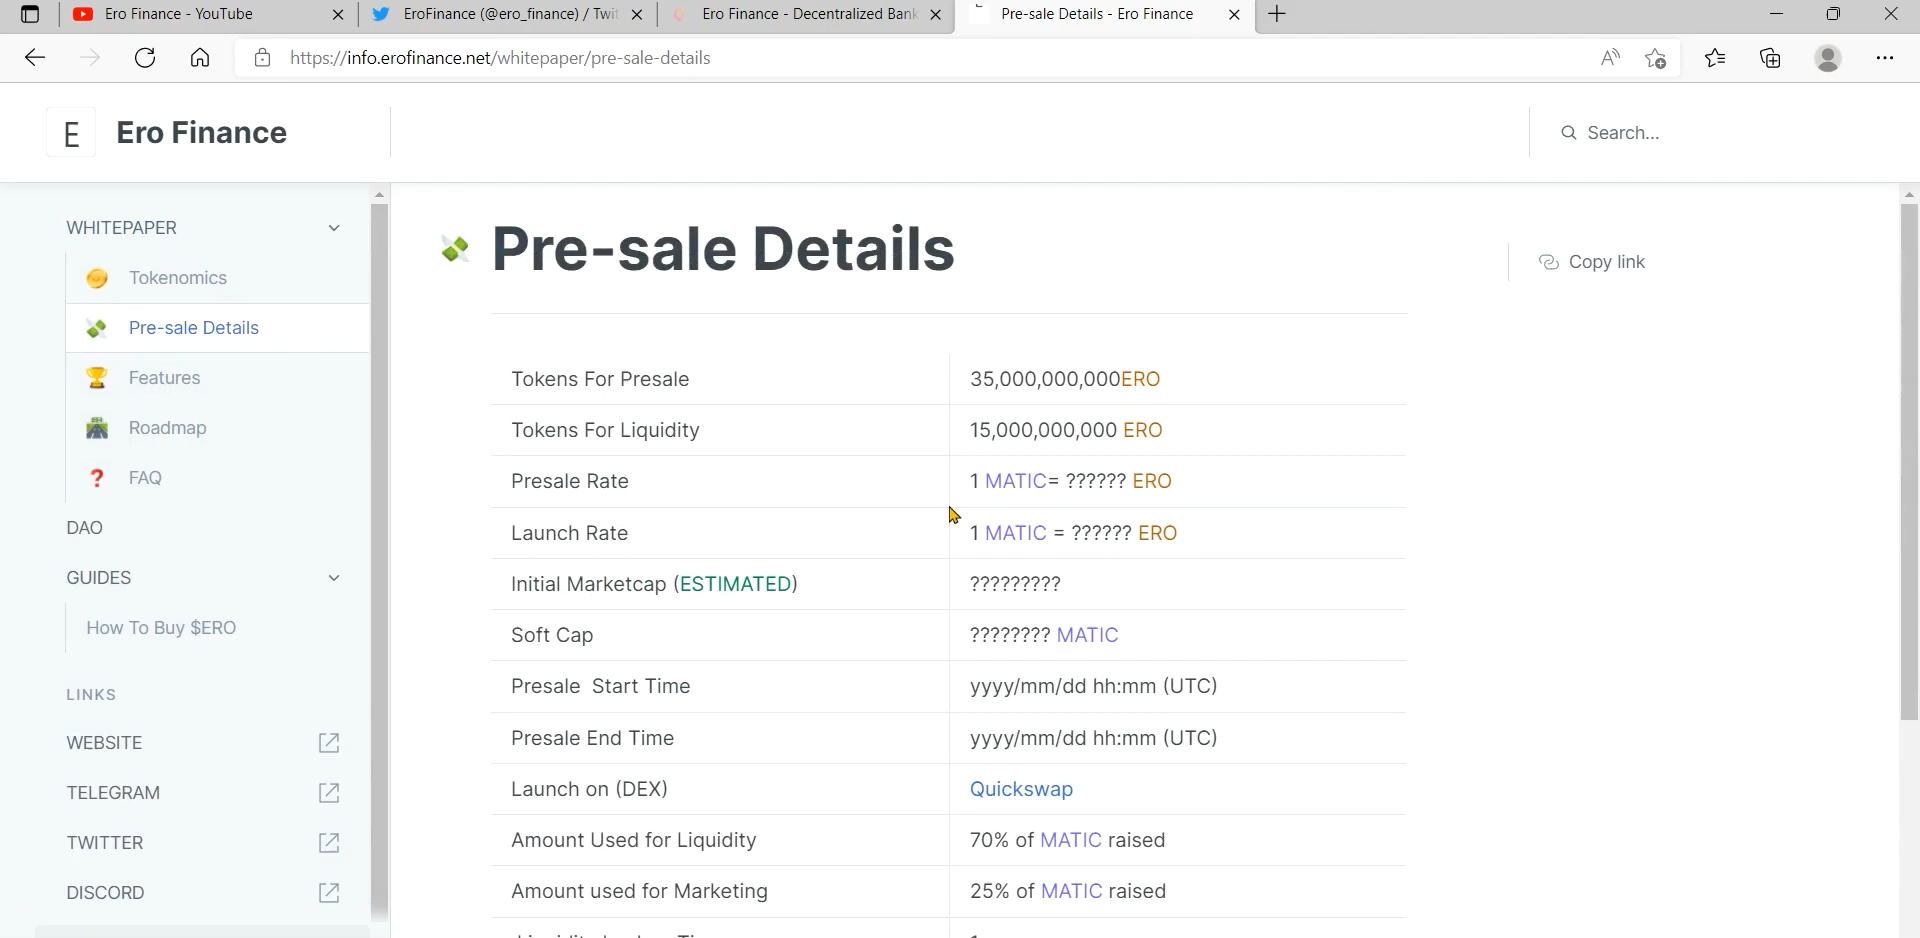 Ero Finance - YouTube
EroFinance (@ero_finance) / Twit
Ero Finance - Decentralized Bank
Pre-sale Details - Ero Finance
https://info.erofinance.net/whitepaper/pre-sale-details
E Ero Finance
Search...
WHITEPAPER
Tokenomics
Pre-sale Details
Features
Roadmap
FAQ
DAO
GUIDES
How To Buy $ERO
LINKS
WEBSITE
TELEGRAM
TWITTER
DISCORD
Pre-sale Details
Copy link
Tokens For Presale 35,000,000,000ERO
Tokens For Liquidity 15,000,000,000 ERO
Presale Rate 1 MATIC= ?????? ERO
Launch Rate 1 MATIC = ?????? ERO
Initial Marketcap (ESTIMATED) ?????????
Soft Cap ???????? MATIC
Presale Start Time yyyy/mm/dd hh:mm (UTC)
Presale End Time yyyy/mm/dd hh:mm (UTC)
Launch on (DEX) Quickswap
Amount Used for Liquidity 70% of MATIC raised
Amount used for Marketing 25% of MATIC raised